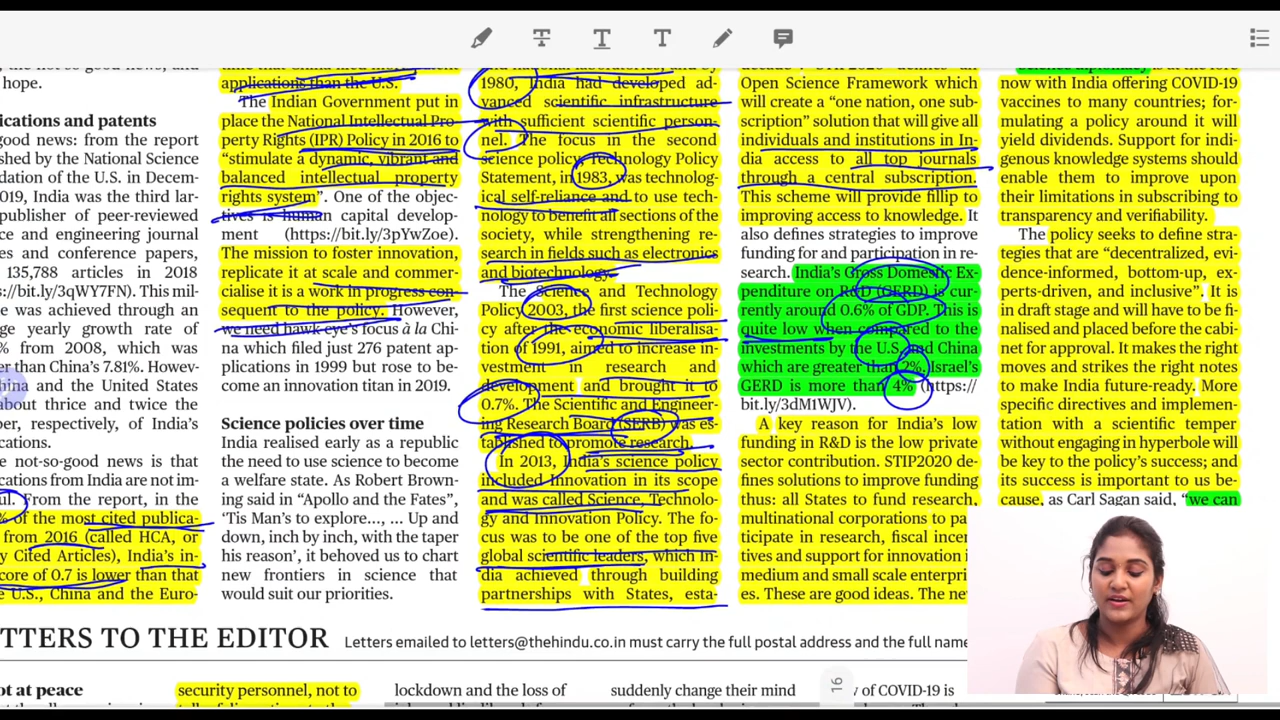 hope.
ications and patents
good news: from the report
shed by the National Science
dation of the U.S. in Decem-
019, India was the third lar-
publisher of peer-reviewed
ce and engineering journal
es and conference papers,
135,788 articles in 2018
s://bit.ly/3qWY7FN). This mil-
e was achieved through an
ge yearly growth rate of
% from 2008, which was
r than China's 7.81%. Howev-
hina and the United States
about thrice and twice the
er, respectively, of India's
cations.
e not-so-good news is that
cations from India are not im-
ul. From the report, in the
% of the most cited publica-
from 2016 (called HCA, or
y Cited Articles), India's in-
core of 0.7 is lower than that
e U.S., China and the Euro-
applications than the U.S.
The Indian Government put in
place the National Intellectual Pro-
perty Rights (IPR) Policy in 2016 to
“stimulate a dynamic, vibrant and
balanced intellectual property
rights system”. One of the objec-
tives is human capital develop-
ment (https://bit.ly/3pYwZoe).
The mission to foster innovation,
replicate it at scale and commer-
cialise it is a work in progress con-
sequent to the policy. However,
we need hawk eye's focus à la Chi-
na which filed just 276 patent ap-
plications in 1999 but rose to be-
come an innovation titan in 2019.
Science policies over time
India realised early as a republic
the need to use science to become
a welfare state. As Robert Brown-
ing said in “Apollo and the Fates”,
‘Tis Man's to explore..., ... Up and
down, inch by inch, with the taper
his reason’, it behoved us to chart
new frontiers in science that
would suit our priorities.
1980, India had developed ad-
vanced scientific infrastructure
with sufficient scientific person-
nel. The focus in the second
science policy, Technology Policy
Statement, in 1983, was technolog-
ical self-reliance and to use tech-
nology to benefit all sections of the
society, while strengthening re-
search in fields such as electronics
and biotechnology.
The Science and Technology
Policy 2003, the first science poli-
cy after the economic liberalisa-
tion of 1991, aimed to increase in-
vestment in research and
development and brought it to
0.7%. The Scientific and Engineer-
ing Research Board (SERB) was es-
tablished to promote research.
In 2013, India's science policy
included Innovation in its scope
and was called Science, Technolo-
gy and Innovation Policy. The fo-
cus was to be one of the top five
global scientific leaders, which In-
dia achieved through building
partnerships with States, esta-
Open Science Framework which
will create a “one nation, one sub-
scription” solution that will give all
individuals and institutions in In-
dia access to all top journals
through a central subscription.
This scheme will provide fillip to
improving access to knowledge. It
also defines strategies to improve
funding for and participation in re-
search. India's Gross Domestic Ex-
penditure on R&D (GERD) is cur-
rently around 0.6% of GDP. This is
quite low when compared to the
investments by the U.S. and China
which are greater than 2%. Israel's
GERD is more than 4% (https://
bit.ly/3dM1WJV).
A key reason for India's low
funding in R&D is the low private
sector contribution. STIP2020 de-
fines solutions to improve funding
thus: all States to fund research,
multinational corporations to pa
ticipate in research, fiscal incen
tives and support for innovation i
medium and small scale enterpri
es. These are good ideas. The ne
now with India offering COVID-19
vaccines to many countries; for-
mulating a policy around it will
yield dividends. Support for indi-
genous knowledge systems should
enable them to improve upon
their limitations in subscribing to
transparency and verifiability.
The policy seeks to define stra-
tegies that are “decentralized, evi-
dence-informed, bottom-up, ex-
perts-driven, and inclusive”. It is
in draft stage and will have to be fi-
nalised and placed before the cabi-
net for approval. It makes the right
moves and strikes the right notes
to make India future-ready. More
specific directives and implemen-
tation with a scientific temper
without engaging in hyperbole will
be key to the policy's success; and
its success is important to us be-
cause, as Carl Sagan said, “we can
TTERS TO THE EDITOR Letters emailed to letters@thehindu.co.in must carry the full postal address and the full name
ot at peace
security personnel, not to
lockdown and the loss of
suddenly change their mind
16
y of COVID-19 is